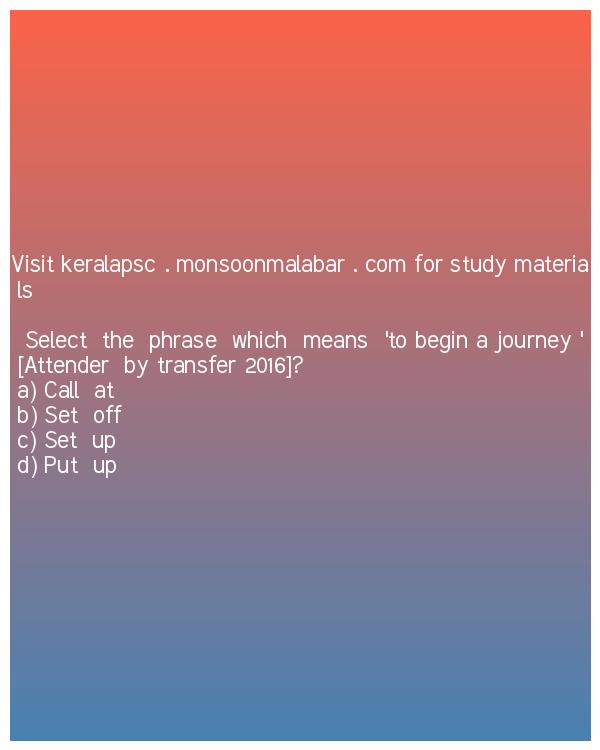 Visit keralapsc . monsoonmalabar . com for study materia
ls
Select the phrase which means 'to begin a journey '
[Attender by transfer 2016]?
a) Call at
b) Set off
c) Set up
d) Put up